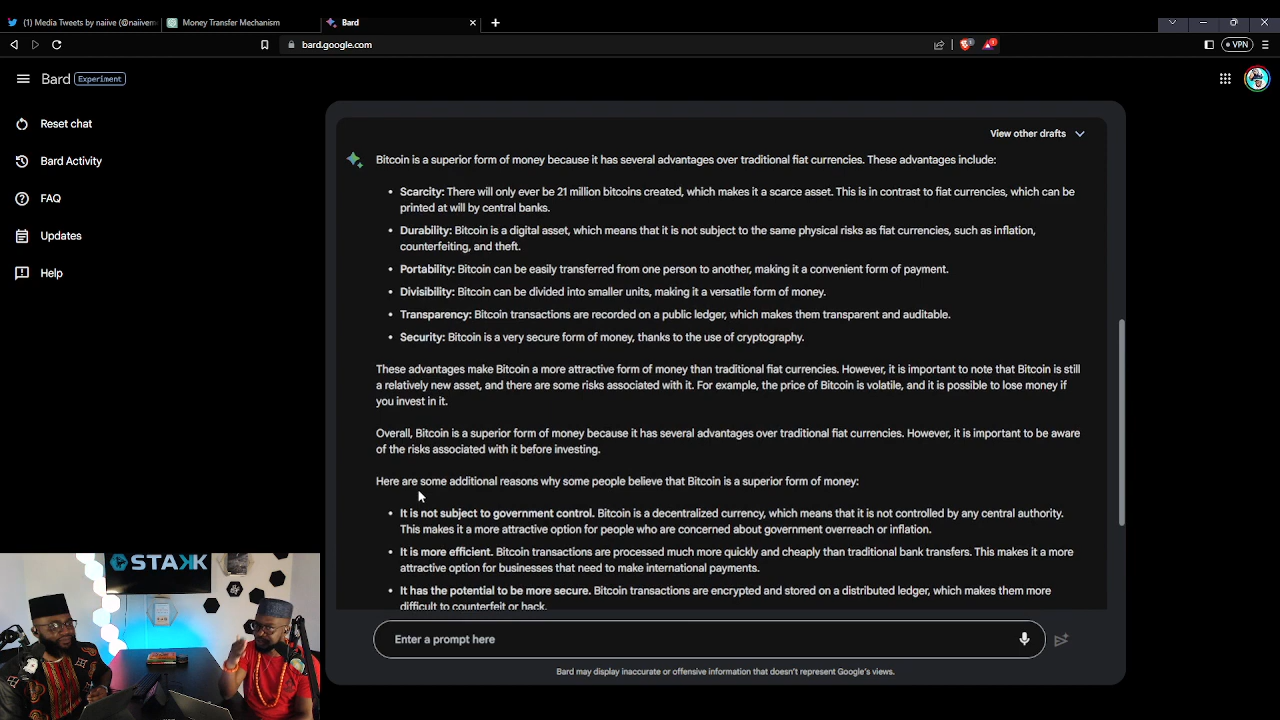 (1) Media Tweets by naiive (@naiivem
Money Transfer Mechanism
Bard
bard.google.com
VPN
Bard Experiment
Reset chat
Bard Activity
FAQ
Updates
Help
View other drafts
Bitcoin is a superior form of money because it has several advantages over traditional fiat currencies. These advantages include:
• Scarcity: There will only ever be 21 million bitcoins created, which makes it a scarce asset. This is in contrast to fiat currencies, which can be
printed at will by central banks.
• Durability: Bitcoin is a digital asset, which means that it is not subject to the same physical risks as fiat currencies, such as inflation,
counterfeiting, and theft.
• Portability: Bitcoin can be easily transferred from one person to another, making it a convenient form of payment.
• Divisibility: Bitcoin can be divided into smaller units, making it a versatile form of money.
• Transparency: Bitcoin transactions are recorded on a public ledger, which makes them transparent and auditable.
• Security: Bitcoin is a very secure form of money, thanks to the use of cryptography.
These advantages make Bitcoin a more attractive form of money than traditional fiat currencies. However, it is important to note that Bitcoin is still
a relatively new asset, and there are some risks associated with it. For example, the price of Bitcoin is volatile, and it is possible to lose money if
you invest in it.
Overall, Bitcoin is a superior form of money because it has several advantages over traditional fiat currencies. However, it is important to be aware
of the risks associated with it before investing.
Here are some additional reasons why some people believe that Bitcoin is a superior form of money:
• It is not subject to government control. Bitcoin is a decentralized currency, which means that it is not controlled by any central authority.
This makes it a more attractive option for people who are concerned about government overreach or inflation.
• It is more efficient. Bitcoin transactions are processed much more quickly and cheaply than traditional bank transfers. This makes it a more
attractive option for businesses that need to make international payments.
• It has the potential to be more secure. Bitcoin transactions are encrypted and stored on a distributed ledger, which makes them more
difficult to counterfeit or hack.
Enter a prompt here
Bard may display inaccurate or offensive information that doesn't represent Google's views.
STAKK